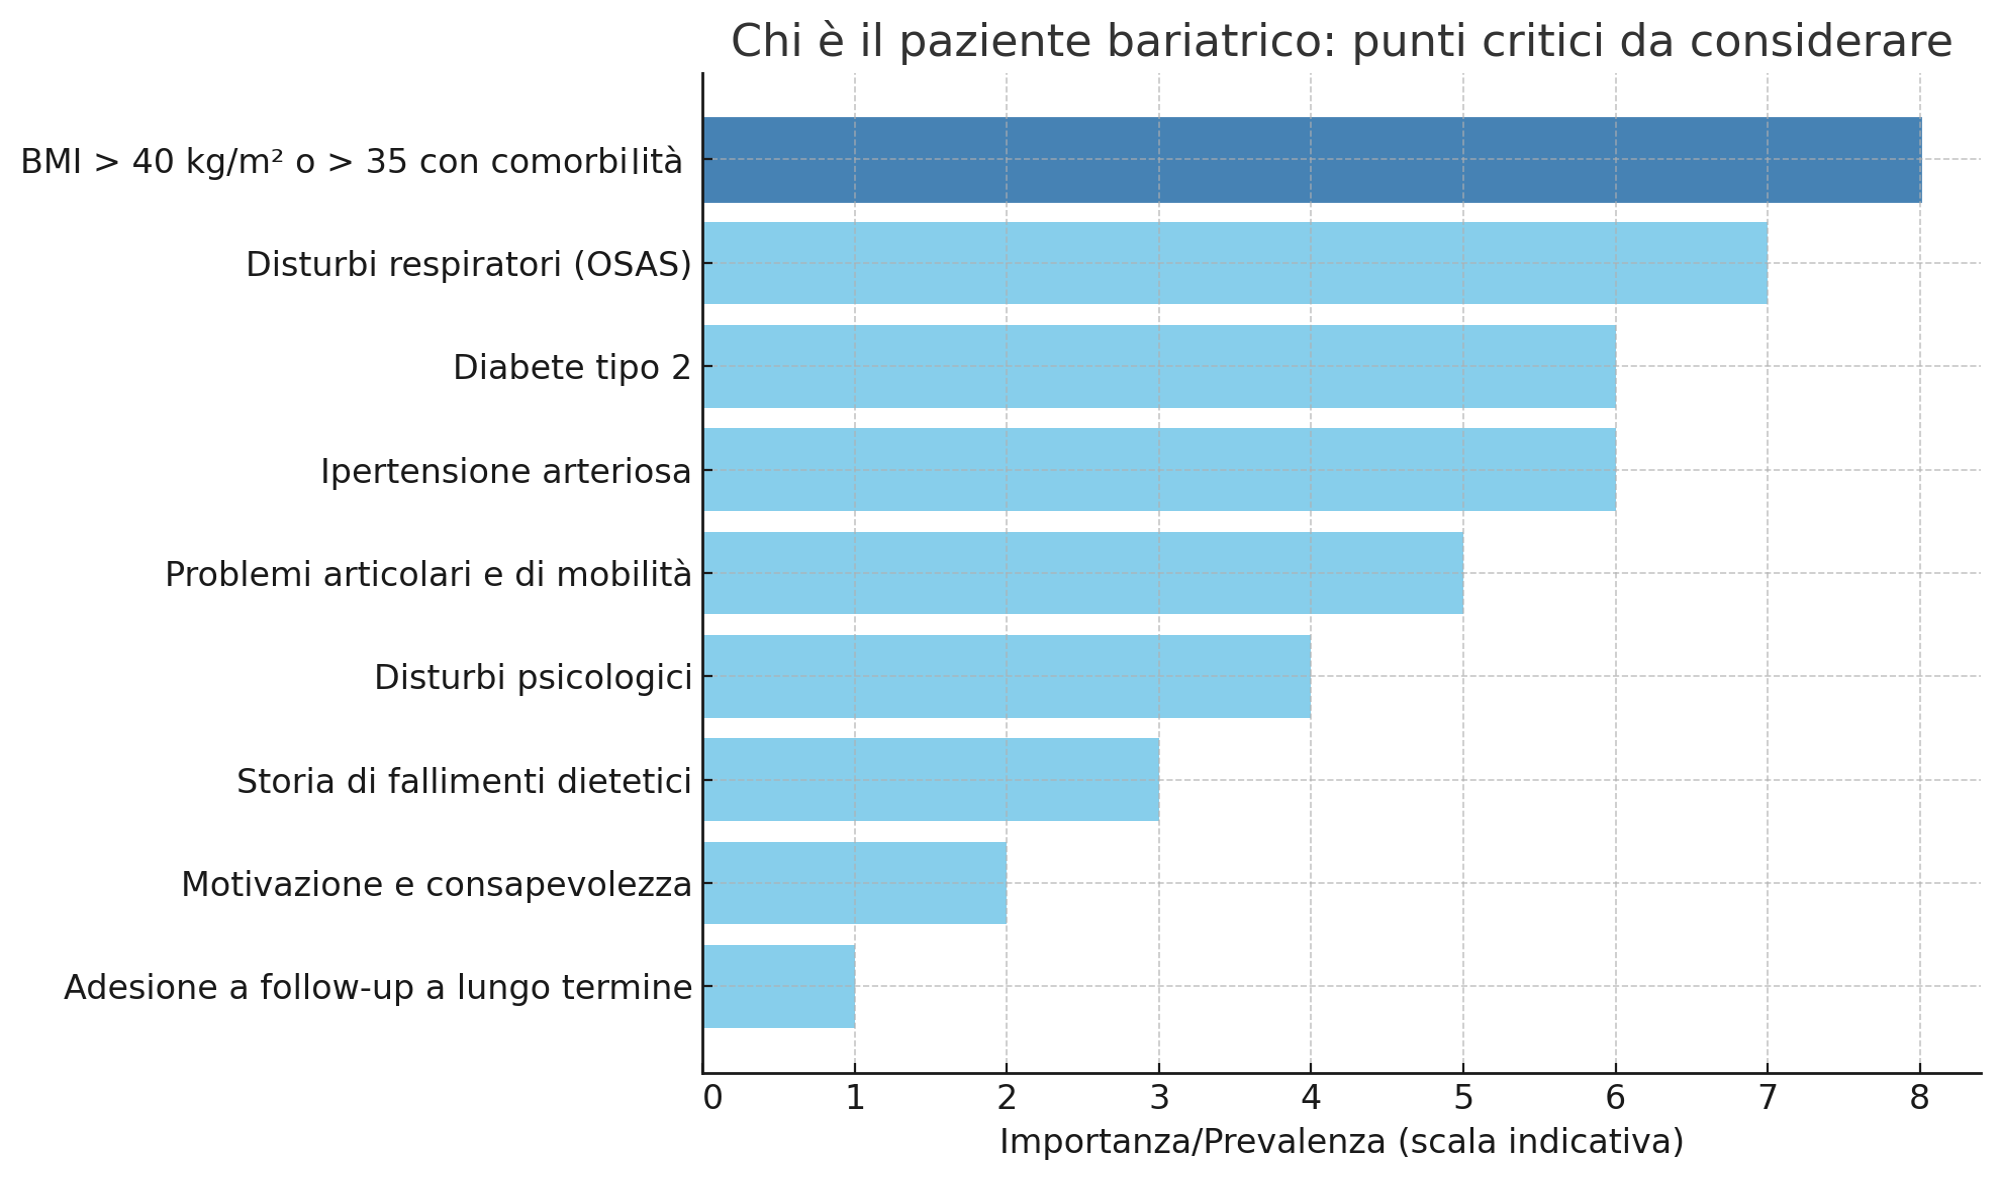 Chi è il paziente bariatrico: punti critici da considerare
BMI > 40 kg/m² o > 35 con comorbilità
Disturbi respiratori (OSAS)
Diabete tipo 2
Ipertensione arteriosa
Problemi articolari e di mobilità
Disturbi psicologici
Storia di fallimenti dietetici
Motivazione e consapevolezza
Adesione a follow-up a lungo termine
0 1 2 3 4 5 6 7 8
Importanza/Prevalenza (scala indicativa)